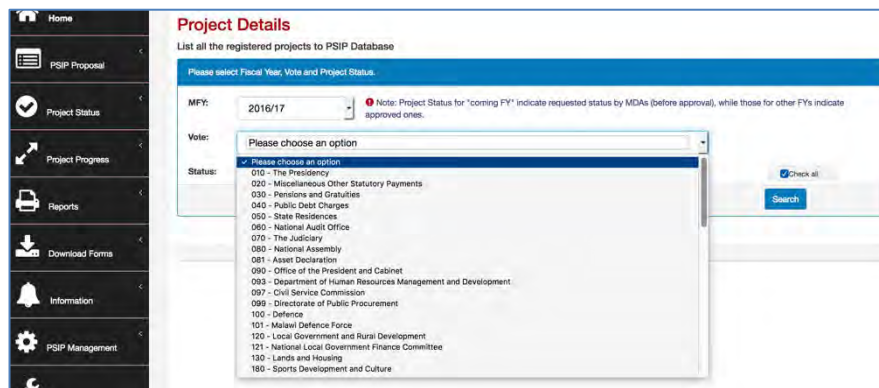 Home
PSIP Proposal
Project Status
Project Progress
Reports
Download Forms
Information
PSIP Management
Project Details
List all the registered projects to PSIP Database
Please select Fiscal Year, Vote and Project Status.
MFY:
2016/17
Note: Project Status for "coming FY" indicate requested status by MDAs (before approval), while those for other FYs indicate
approved ones.
Vote:
Please choose an option
Please choose an option
010 - The Presidency
020 - Miscellaneous Other Statutory Payments
030 - Pensions and Gratuities
040 - Public Debt Charges
050 - State Residences
060 - National Audit Office
070 - The Judiciary
080 - National Assembly
081 - Asset Declaration
090 - Office of the President and Cabinet
093 - Department of Human Resources Management and Development
097 - Civil Service Commission
099 - Directorate of Public Procurement
100 - Defence
101 - Malawi Defence Force
120 - Local Government and Rural Development
121 - National Local Government Finance Committee
130 - Lands and Housing
180 - Sports Development and Culture
Status:
Check all
Search